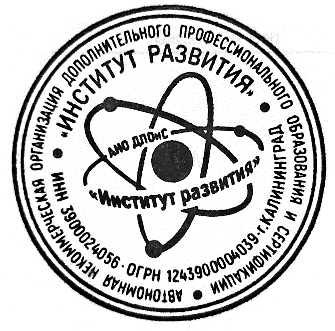 АВТОНОМНАЯ НЕКОММЕРЧЕСКАЯ ОРГАНИЗАЦИЯ ДОПОЛНИТЕЛЬНОГО ПРОФЕССИОНАЛЬНОГО ОБРАЗОВАНИЯ И СЕРТИФИКАЦИИ
• «ИНСТИТУТ РАЗВИТИЯ» •
ИНН 3900024056 · ОГРН 1243900004039 · г.КАЛИНИНГРАД
АНО ДПОиС
«Институт развития»